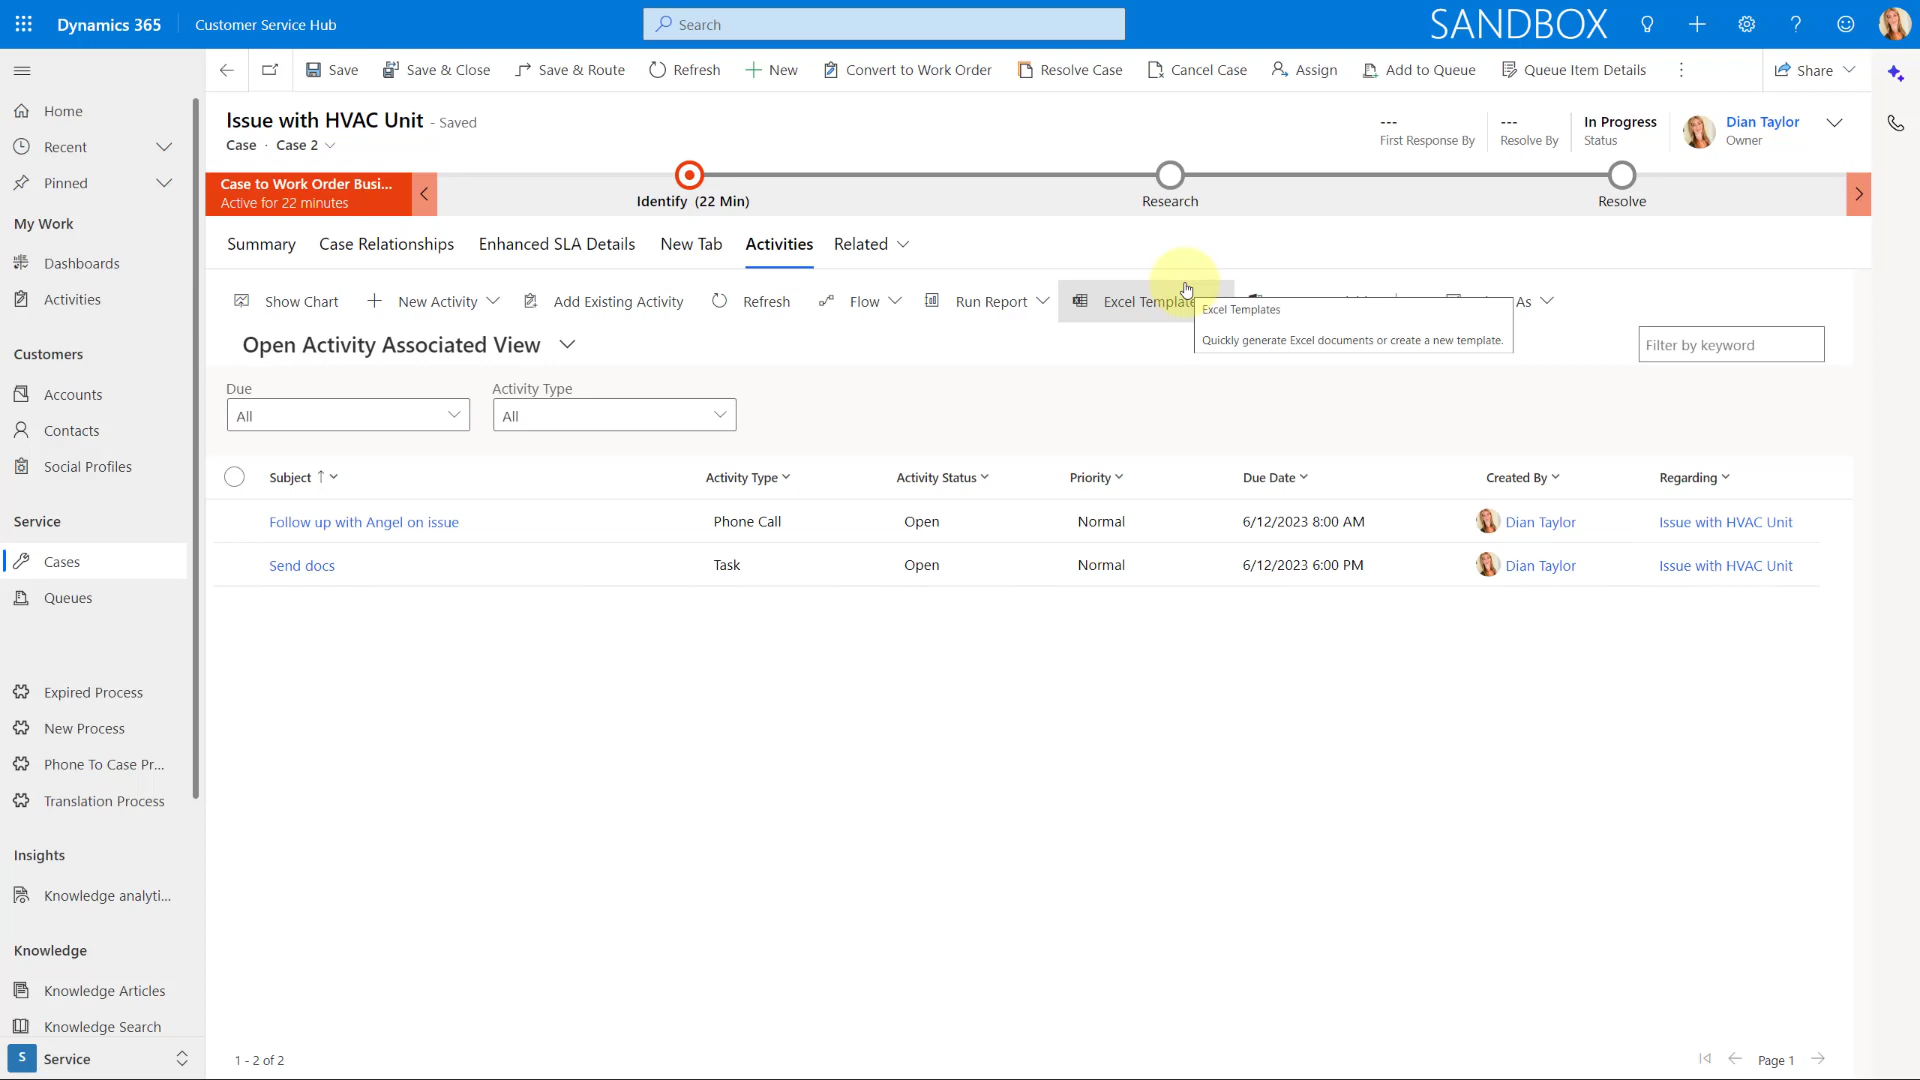 Dynamics 365
Customer Service Hub
Search
SANDBOX
Save
Save & Close
Save & Route
Refresh
New
Convert to Work Order
Resolve Case
Cancel Case
Assign
Add to Queue
Queue Item Details
Share
Home
Recent
Pinned
My Work
Dashboards
Activities
Customers
Accounts
Contacts
Social Profiles
Service
Cases
Queues
Expired Process
New Process
Phone To Case Pr...
Translation Process
Insights
Knowledge analyti...
Knowledge
Knowledge Articles
Knowledge Search
S Service
Issue with HVAC Unit - Saved
Case · Case 2
---
First Response By
---
Resolve By
In Progress
Status
Dian Taylor
Owner
Case to Work Order Busi...
Active for 22 minutes
Identify (22 Min)
Research
Resolve
Summary
Case Relationships
Enhanced SLA Details
New Tab
Activities
Related
Show Chart
New Activity
Add Existing Activity
Refresh
Flow
Run Report
Excel Template
As
Excel Templates
Quickly generate Excel documents or create a new template.
Open Activity Associated View
Filter by keyword
Due
All
Activity Type
All
Subject ↑ Activity Type Activity Status Priority Due Date Created By Regarding
Follow up with Angel on issue Phone Call Open Normal 6/12/2023 8:00 AM Dian Taylor Issue with HVAC Unit
Send docs Task Open Normal 6/12/2023 6:00 PM Dian Taylor Issue with HVAC Unit
1 - 2 of 2
Page 1